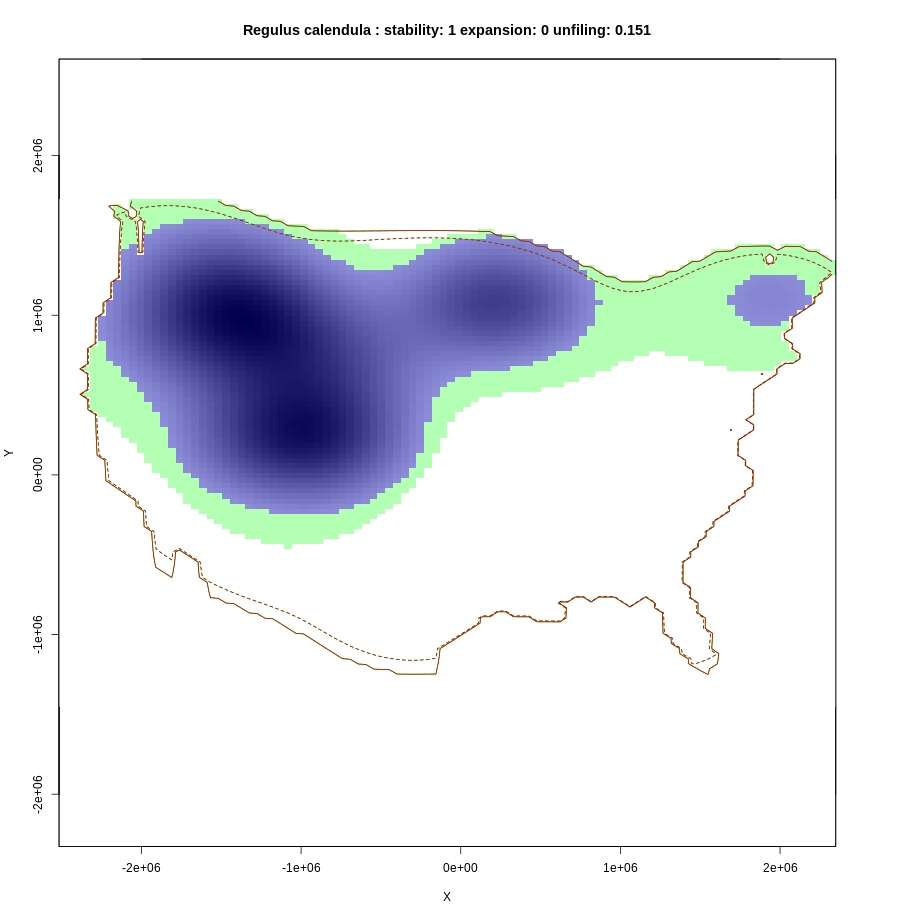 Regulus calendula : stability: 1 expansion: 0 unfiling: 0.151
2e+06
1e+06
0e+00
-1e+06
-2e+06
Y
-2e+06 -1e+06 0e+00 1e+06 2e+06
X